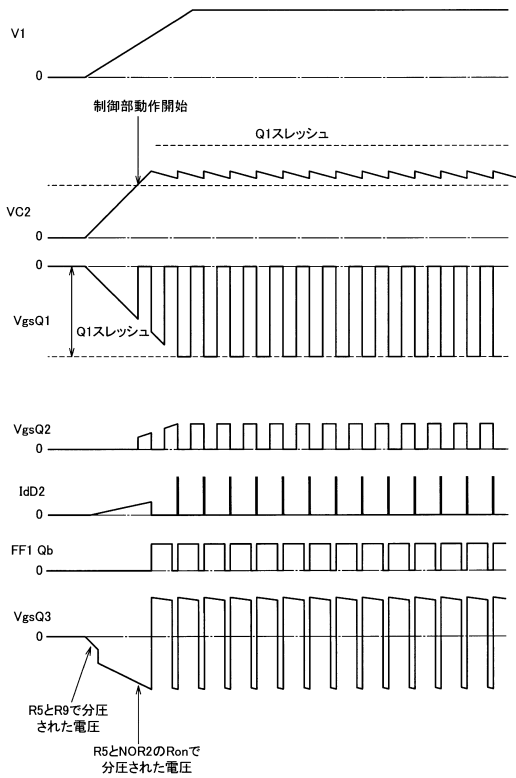 V1
0
制御部動作開始
Q1スレッシュ
VC2
0
0
VgsQ1
Q1スレッシュ
VgsQ2
0
IdD2
0
FF1 Qb
0
VgsQ3
0
R5とR9で分圧
された電圧
R5とNOR2のRonで
分圧された電圧